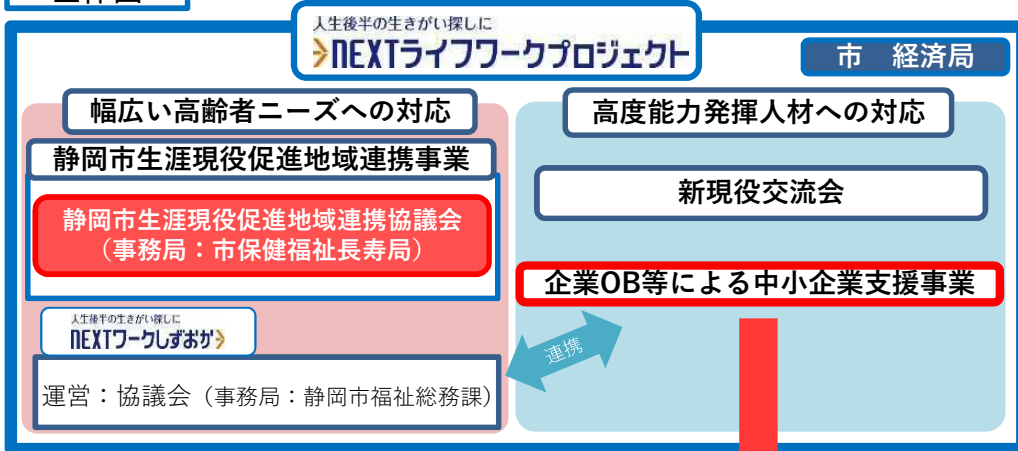 人生後半の生きがい探しに
NEXTライフワークプロジェクト
市 経済局
幅広い高齢者ニーズへの対応
静岡市生涯現役促進地域連携事業
静岡市生涯現役促進地域連携協議会
（事務局：市保健福祉長寿局）
人生後半の生きがい探しに
NEXTワークしずおか
運営：協議会（事務局：静岡市福祉総務課）
連携
高度能力発揮人材への対応
新現役交流会
企業OB等による中小企業支援事業